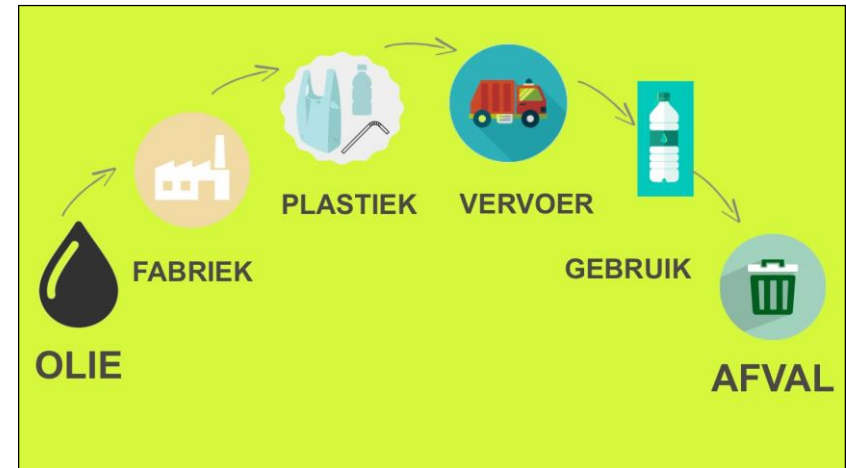 OLIE
FABRIEK
PLASTIEK
VERVOER
GEBRUIK
AFVAL